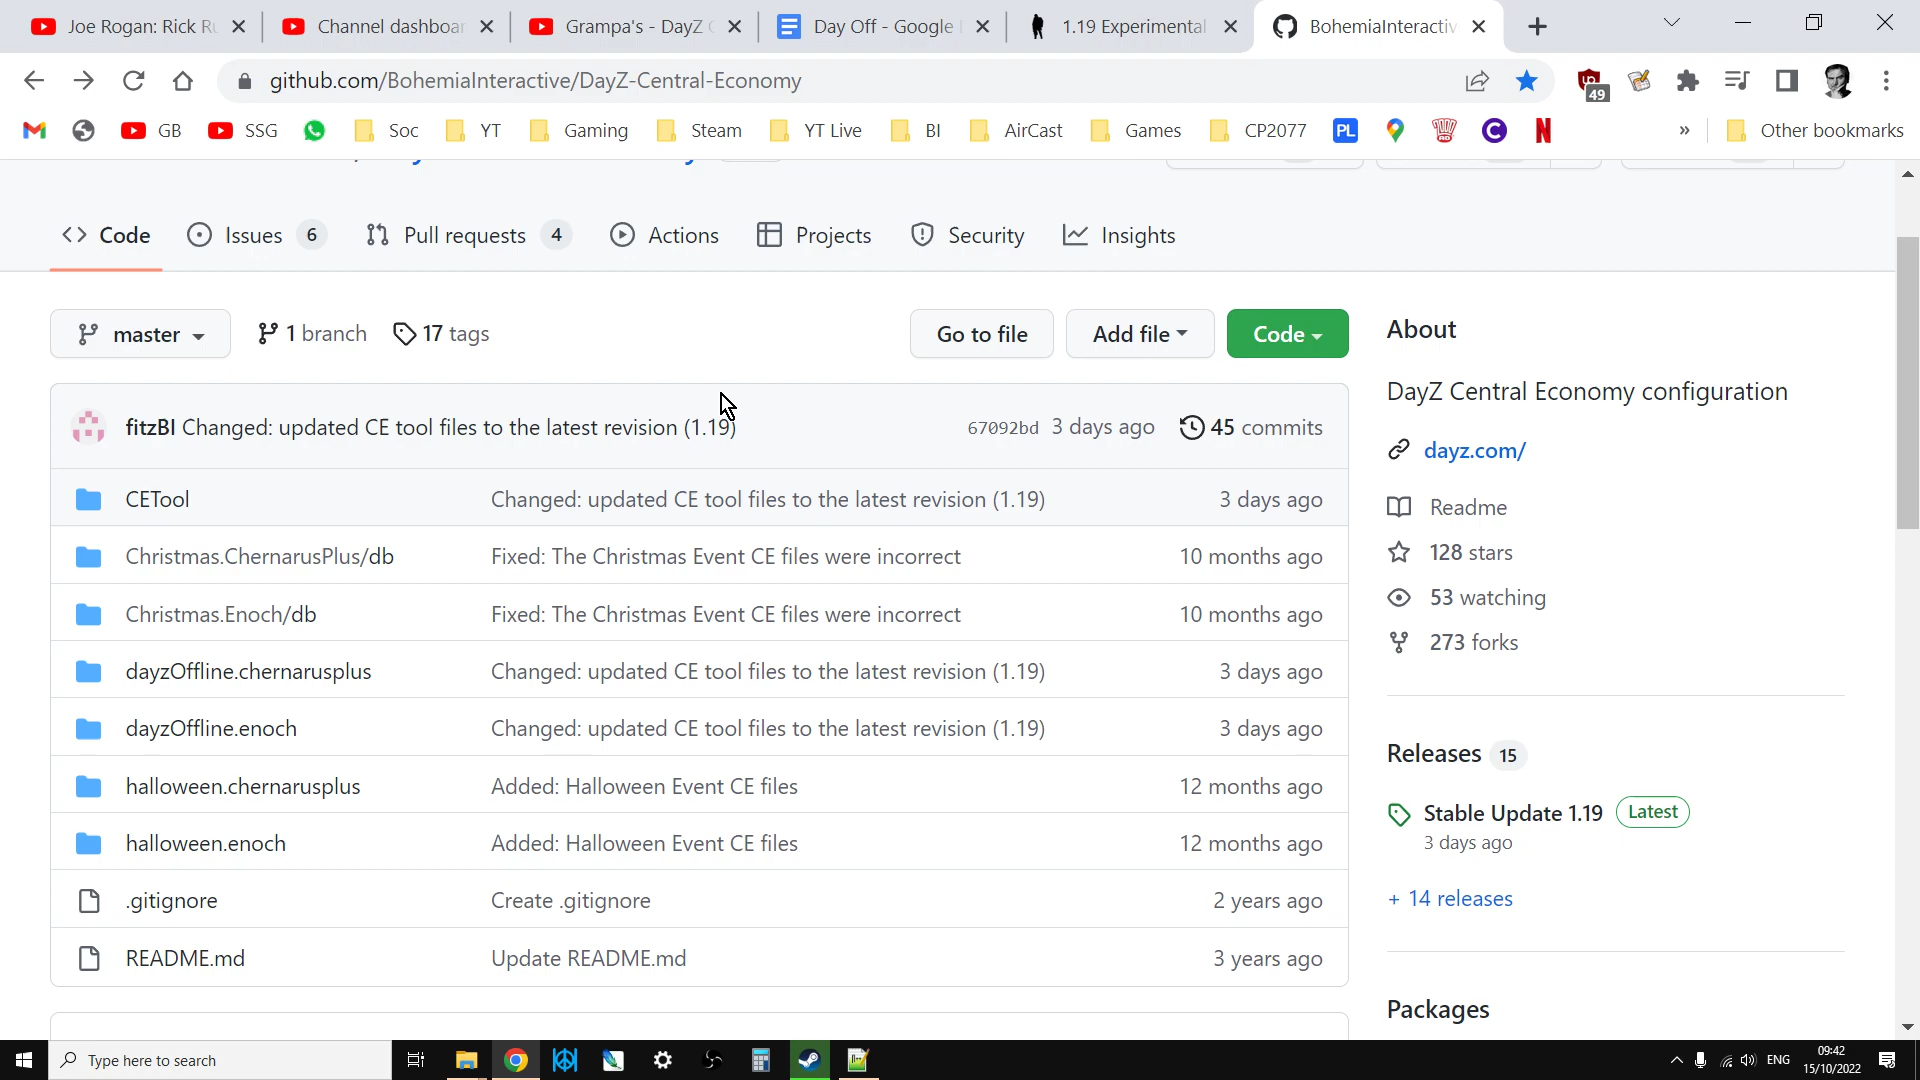 Joe Rogan: Rick R
Channel dashboar
Grampa's - DayZ
Day Off - Google
1.19 Experimental
BohemiaInteractiv
github.com/BohemiaInteractive/DayZ-Central-Economy
49
GB
SSG
Soc
YT
Gaming
Steam
YT Live
BI
AirCast
Games
CP2077
PL
»
Other bookmarks
Code
Issues 6
Pull requests 4
Actions
Projects
Security
Insights
master
1 branch
17 tags
Go to file
Add file
Code
fitzBI Changed: updated CE tool files to the latest revision (1.19) 67092bd 3 days ago 45 commits
CETool Changed: updated CE tool files to the latest revision (1.19) 3 days ago
Christmas.ChernarusPlus/db Fixed: The Christmas Event CE files were incorrect 10 months ago
Christmas.Enoch/db Fixed: The Christmas Event CE files were incorrect 10 months ago
dayzOffline.chernarusplus Changed: updated CE tool files to the latest revision (1.19) 3 days ago
dayzOffline.enoch Changed: updated CE tool files to the latest revision (1.19) 3 days ago
halloween.chernarusplus Added: Halloween Event CE files 12 months ago
halloween.enoch Added: Halloween Event CE files 12 months ago
.gitignore Create .gitignore 2 years ago
README.md Update README.md 3 years ago
About
DayZ Central Economy configuration
dayz.com/
Readme
128 stars
53 watching
273 forks
Releases 15
Stable Update 1.19 Latest
3 days ago
+ 14 releases
Packages
Type here to search
ENG
09:42
15/10/2022